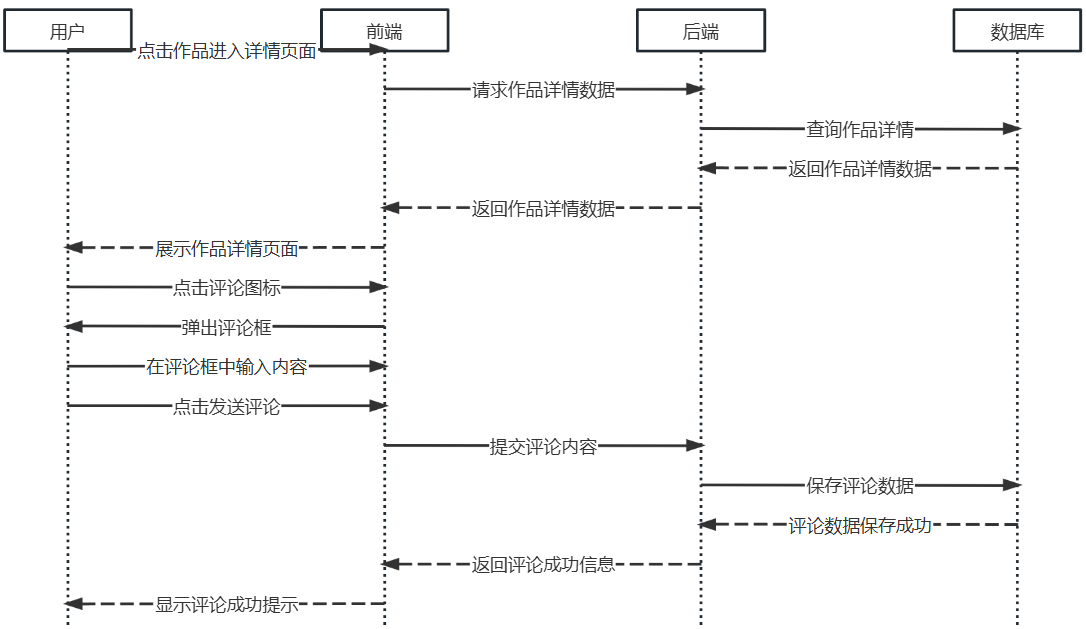 用户
前端
后端
数据库
点击作品进入详情页面
请求作品详情数据
查询作品详情
返回作品详情数据
返回作品详情数据
展示作品详情页面
点击评论图标
弹出评论框
在评论框中输入内容
点击发送评论
提交评论内容
保存评论数据
评论数据保存成功
返回评论成功信息
显示评论成功提示